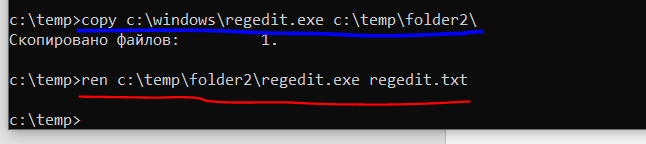 c:\temp>copy c:\windows\regedit.exe c:\temp\folder2\
Скопировано файлов:         1.
c:\temp>ren c:\temp\folder2\regedit.exe regedit.txt
c:\temp>